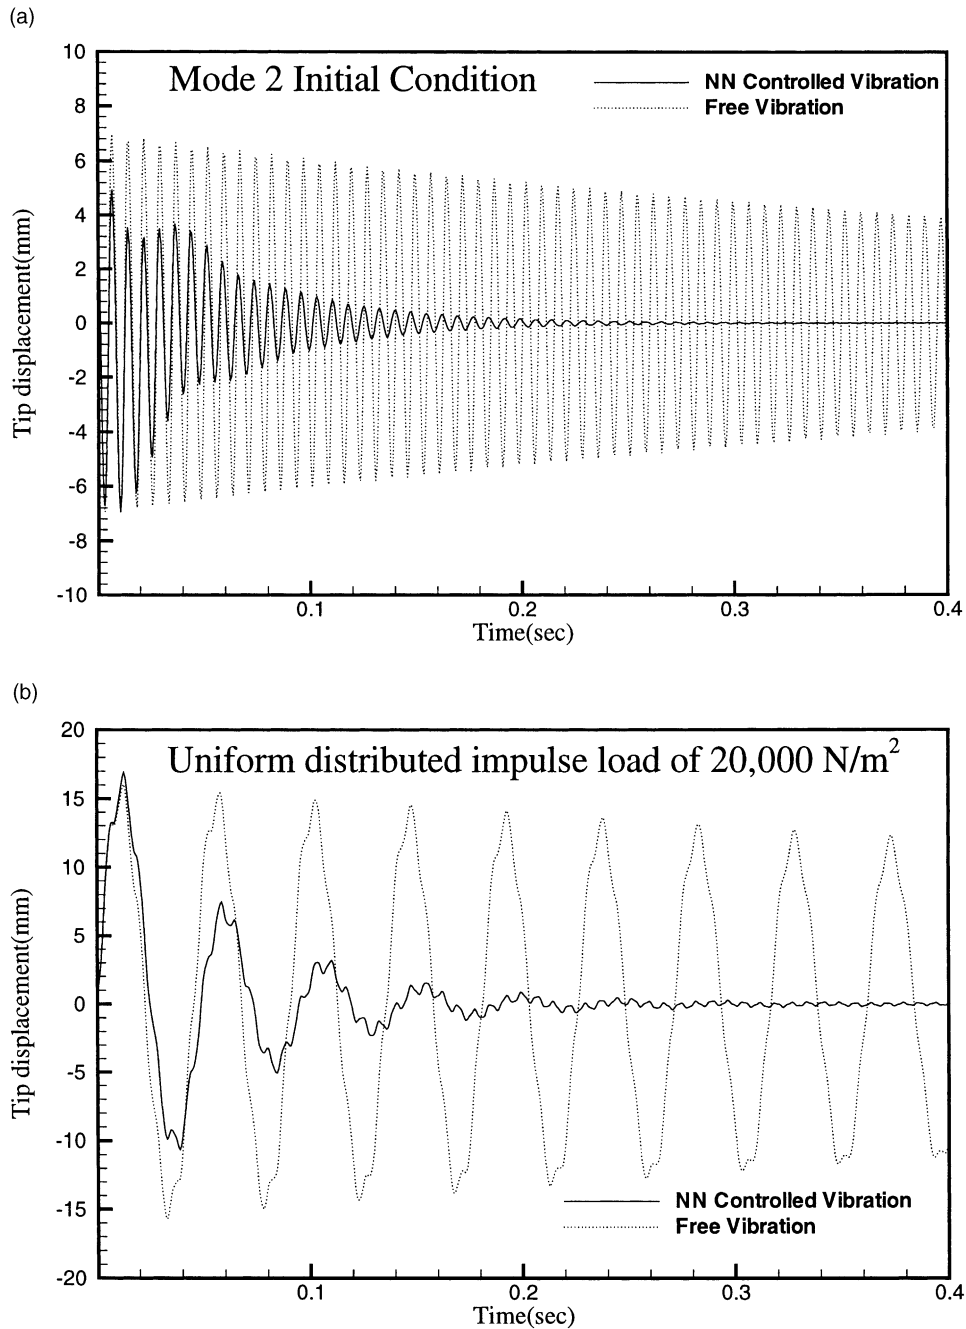 (a)
10
Mode 2 Initial Condition
NN Controlled Vibration
Free Vibration
8
6
4
2
0
-2
-4
-6
-8
-10
Tip displacement(mm)
0.1
0.2
0.3
0.4
Time(sec)
(b)
20
Uniform distributed impulse load of 20,000 N/m²
15
10
5
0
-5
-10
-15
-20
Tip displacement(mm)
NN Controlled Vibration
Free Vibration
0.1
0.2
0.3
0.4
Time(sec)